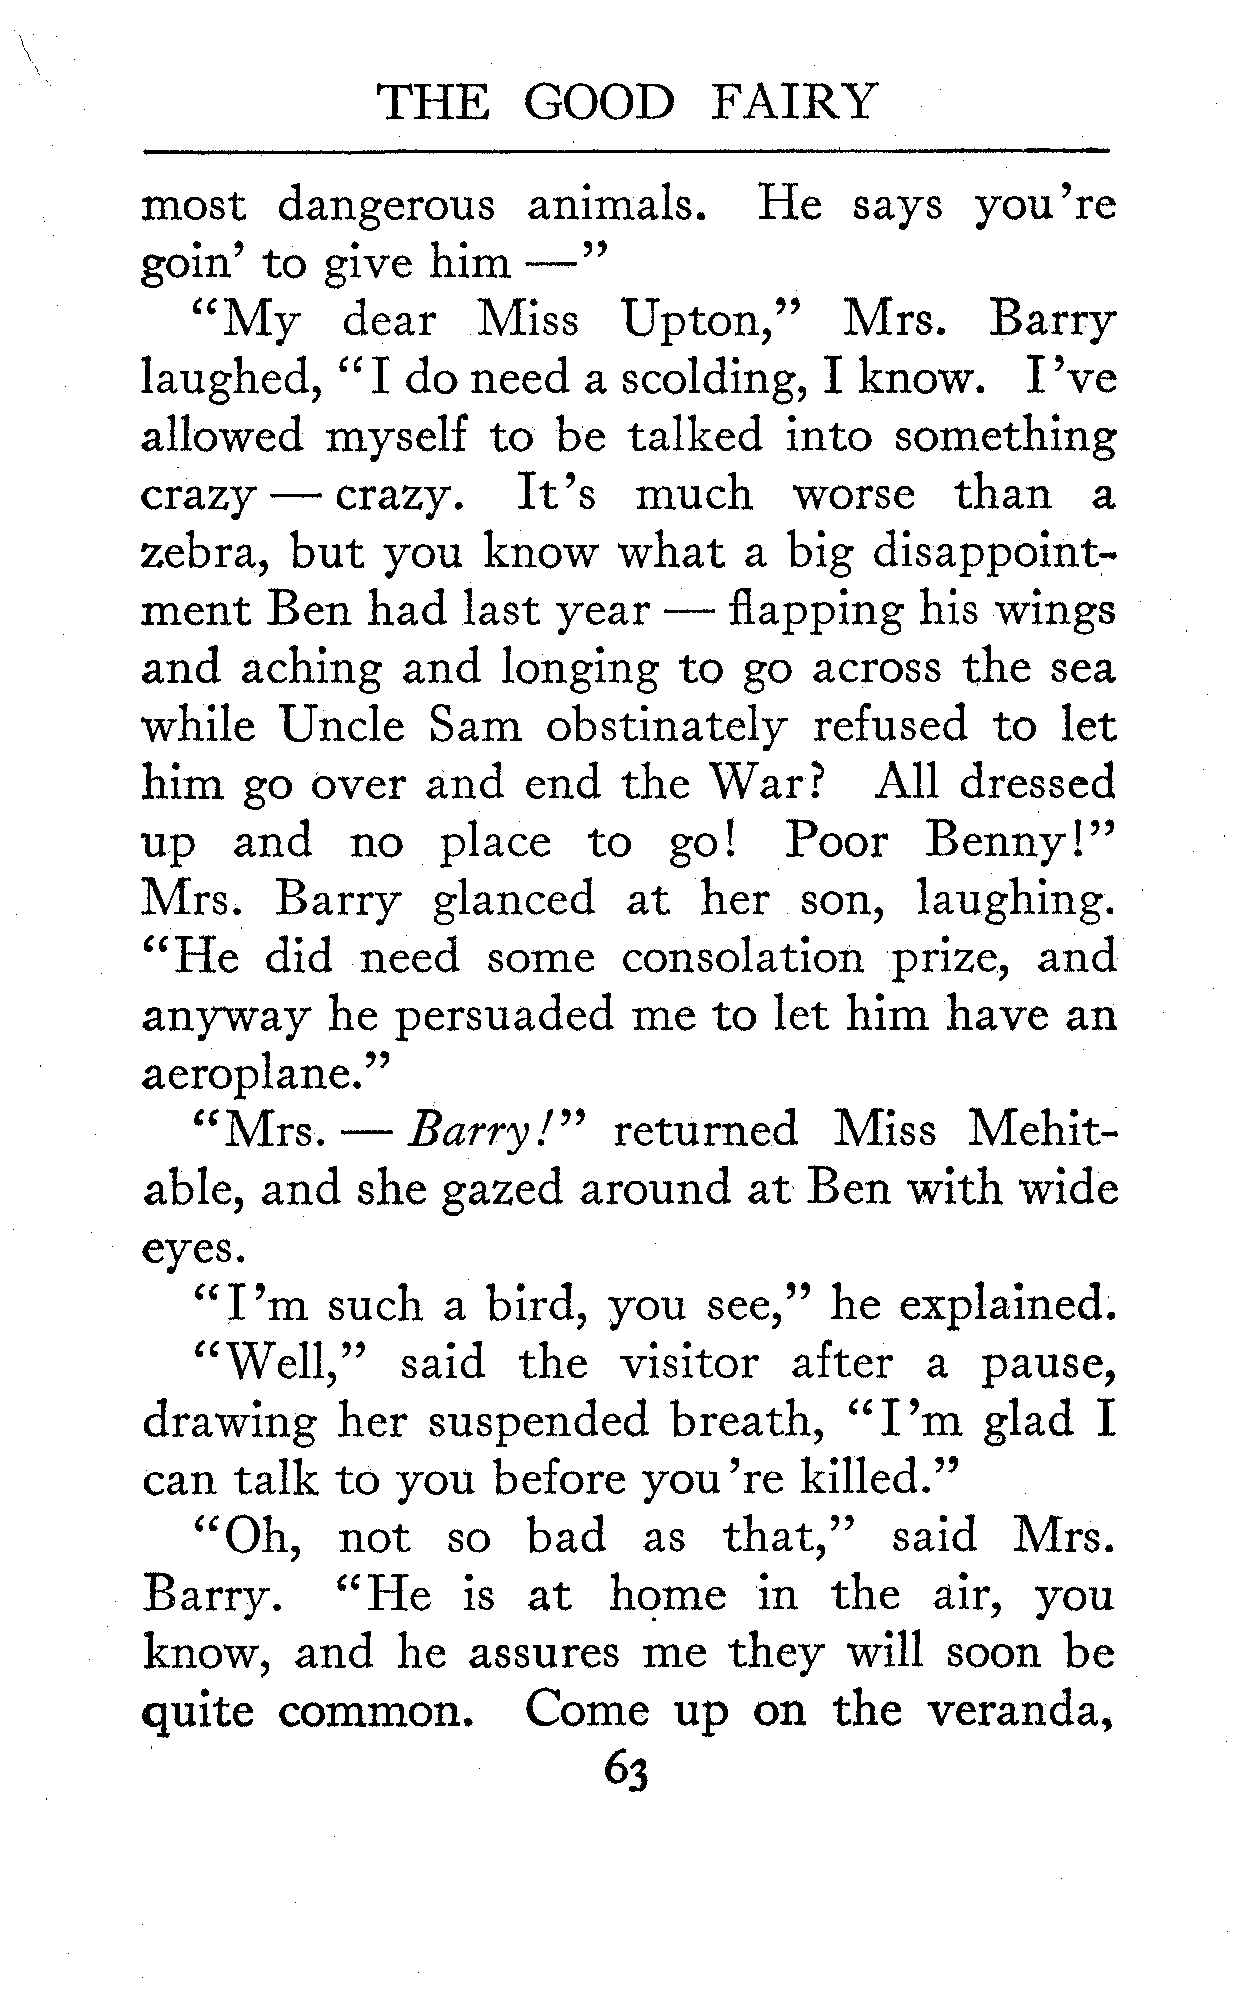 THE GOOD FAIRY
most dangerous animals. He says you're
goin' to give him —"
"My dear Miss Upton," Mrs. Barry
laughed, "I do need a scolding, I know. I've
allowed myself to be talked into something
crazy — crazy. It's much worse than a
zebra, but you know what a big disappoint-
ment Ben had last year — flapping his wings
and aching and longing to go across the sea
while Uncle Sam obstinately refused to let
him go over and end the War? All dressed
up and no place to go! Poor Benny!"
Mrs. Barry glanced at her son, laughing.
"He did need some consolation prize, and
anyway he persuaded me to let him have an
aeroplane."
"Mrs. — Barry!" returned Miss Mehit-
able, and she gazed around at Ben with wide
eyes.
"I'm such a bird, you see," he explained.
"Well," said the visitor after a pause,
drawing her suspended breath, "I'm glad I
can talk to you before you're killed."
"Oh, not so bad as that," said Mrs.
Barry. "He is at home in the air, you
know, and he assures me they will soon be
quite common. Come up on the veranda,
63